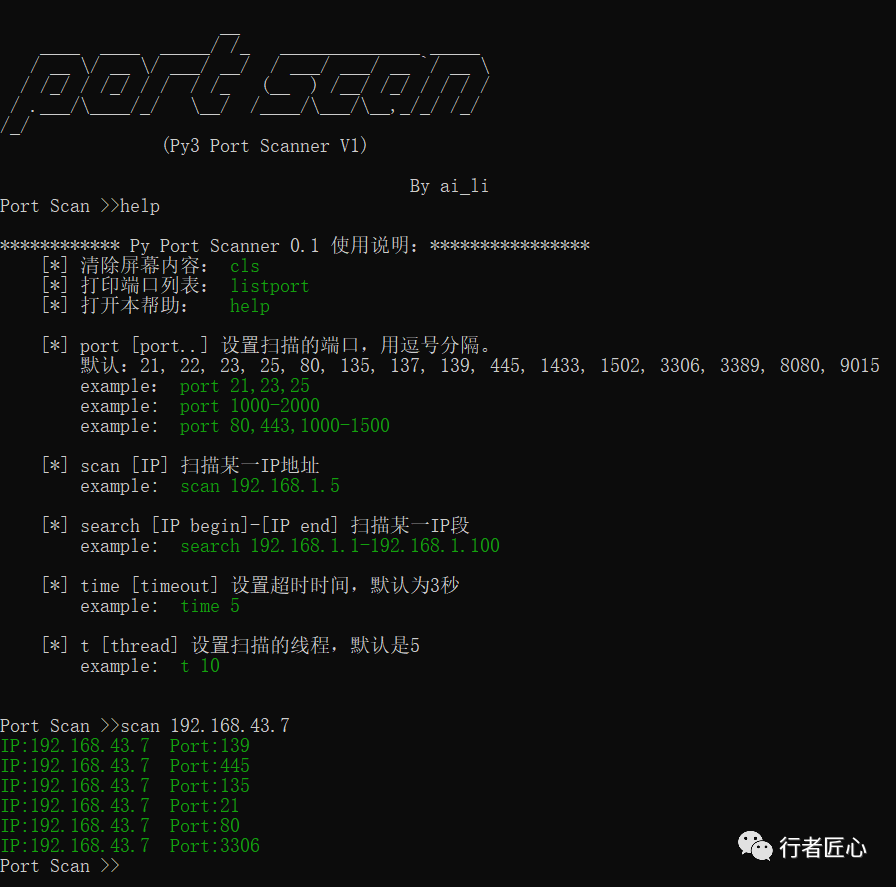 port scan
(Py3 Port Scanner V1)
By ai_li
Port Scan >>help
************ Py Port Scanner 0.1 使用说明：****************
[*] 清除屏幕内容： cls
[*] 打印端口列表： listport
[*] 打开本帮助： help
[*] port [port..] 设置扫描的端口，用逗号分隔。
默认：21, 22, 23, 25, 80, 135, 137, 139, 445, 1433, 1502, 3306, 3389, 8080, 9015
example： port 21,23,25
example: port 1000-2000
example: port 80,443,1000-1500
[*] scan [IP] 扫描某一IP地址
example: scan 192.168.1.5
[*] search [IP begin]-[IP end] 扫描某一IP段
example: search 192.168.1.1-192.168.1.100
[*] time [timeout] 设置超时时间，默认为3秒
example: time 5
[*] t [thread] 设置扫描的线程，默认是5
example: t 10
Port Scan >>scan 192.168.43.7
IP:192.168.43.7 Port:139
IP:192.168.43.7 Port:445
IP:192.168.43.7 Port:135
IP:192.168.43.7 Port:21
IP:192.168.43.7 Port:80
IP:192.168.43.7 Port:3306
Port Scan >>
行者匠心